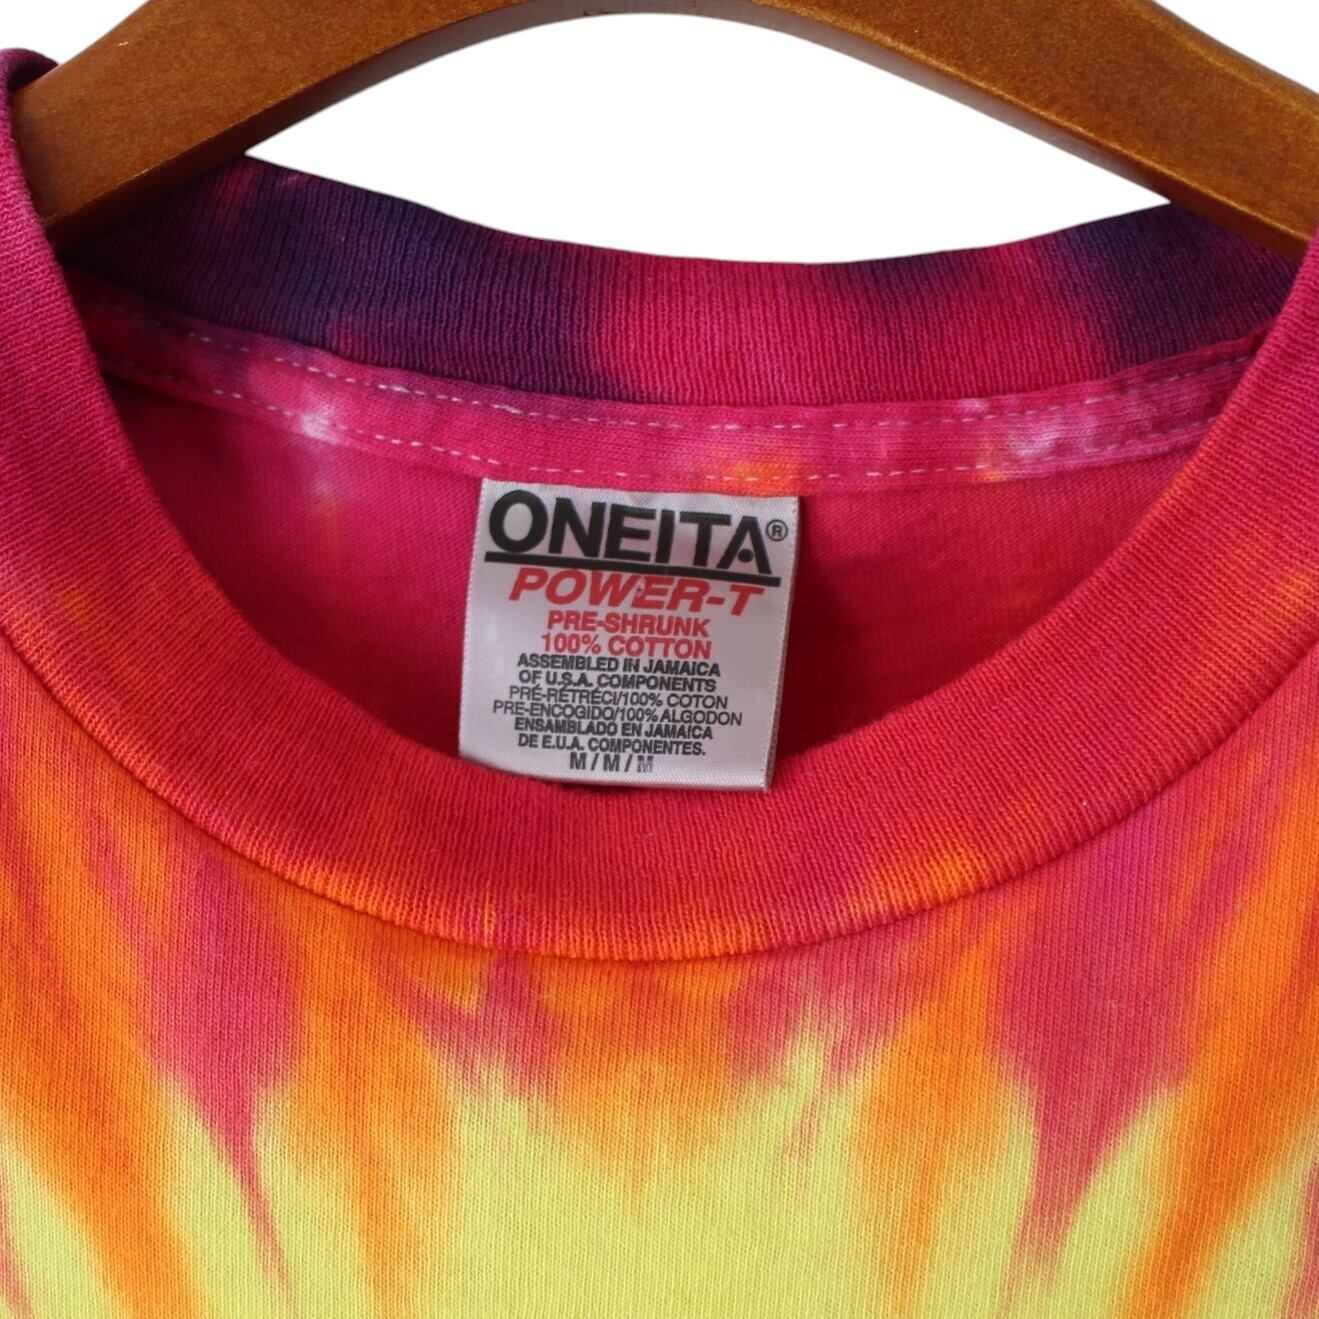 ONEITA®
POWER-T
PRE-SHRUNK
100% COTTON
ASSEMBLED IN JAMAICA
OF U.S.A. COMPONENTS
PRÉ-RÉTRÉCI/100% COTON
PRE-ENCOGIDO/100% ALGODON
ENSAMBLADO EN JAMAICA
DE E.U.A. COMPONENTES.
M / M / M